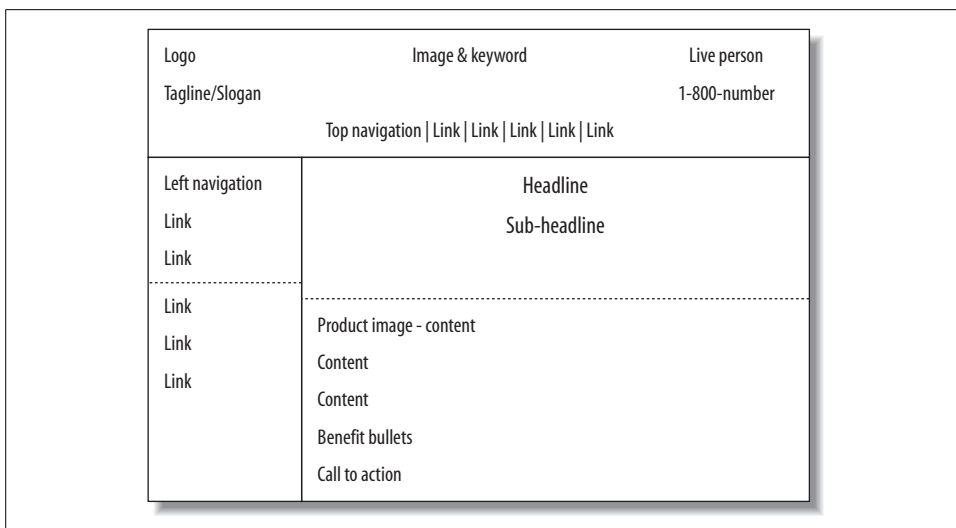 Logo Image & keyword Live person
Tagline/Slogan 1-800-number
Top navigation | Link | Link | Link | Link | Link
Left navigation
Link
Link
Link
Link
Link
Headline
Sub-headline
Product image - content
Content
Content
Benefit bullets
Call to action